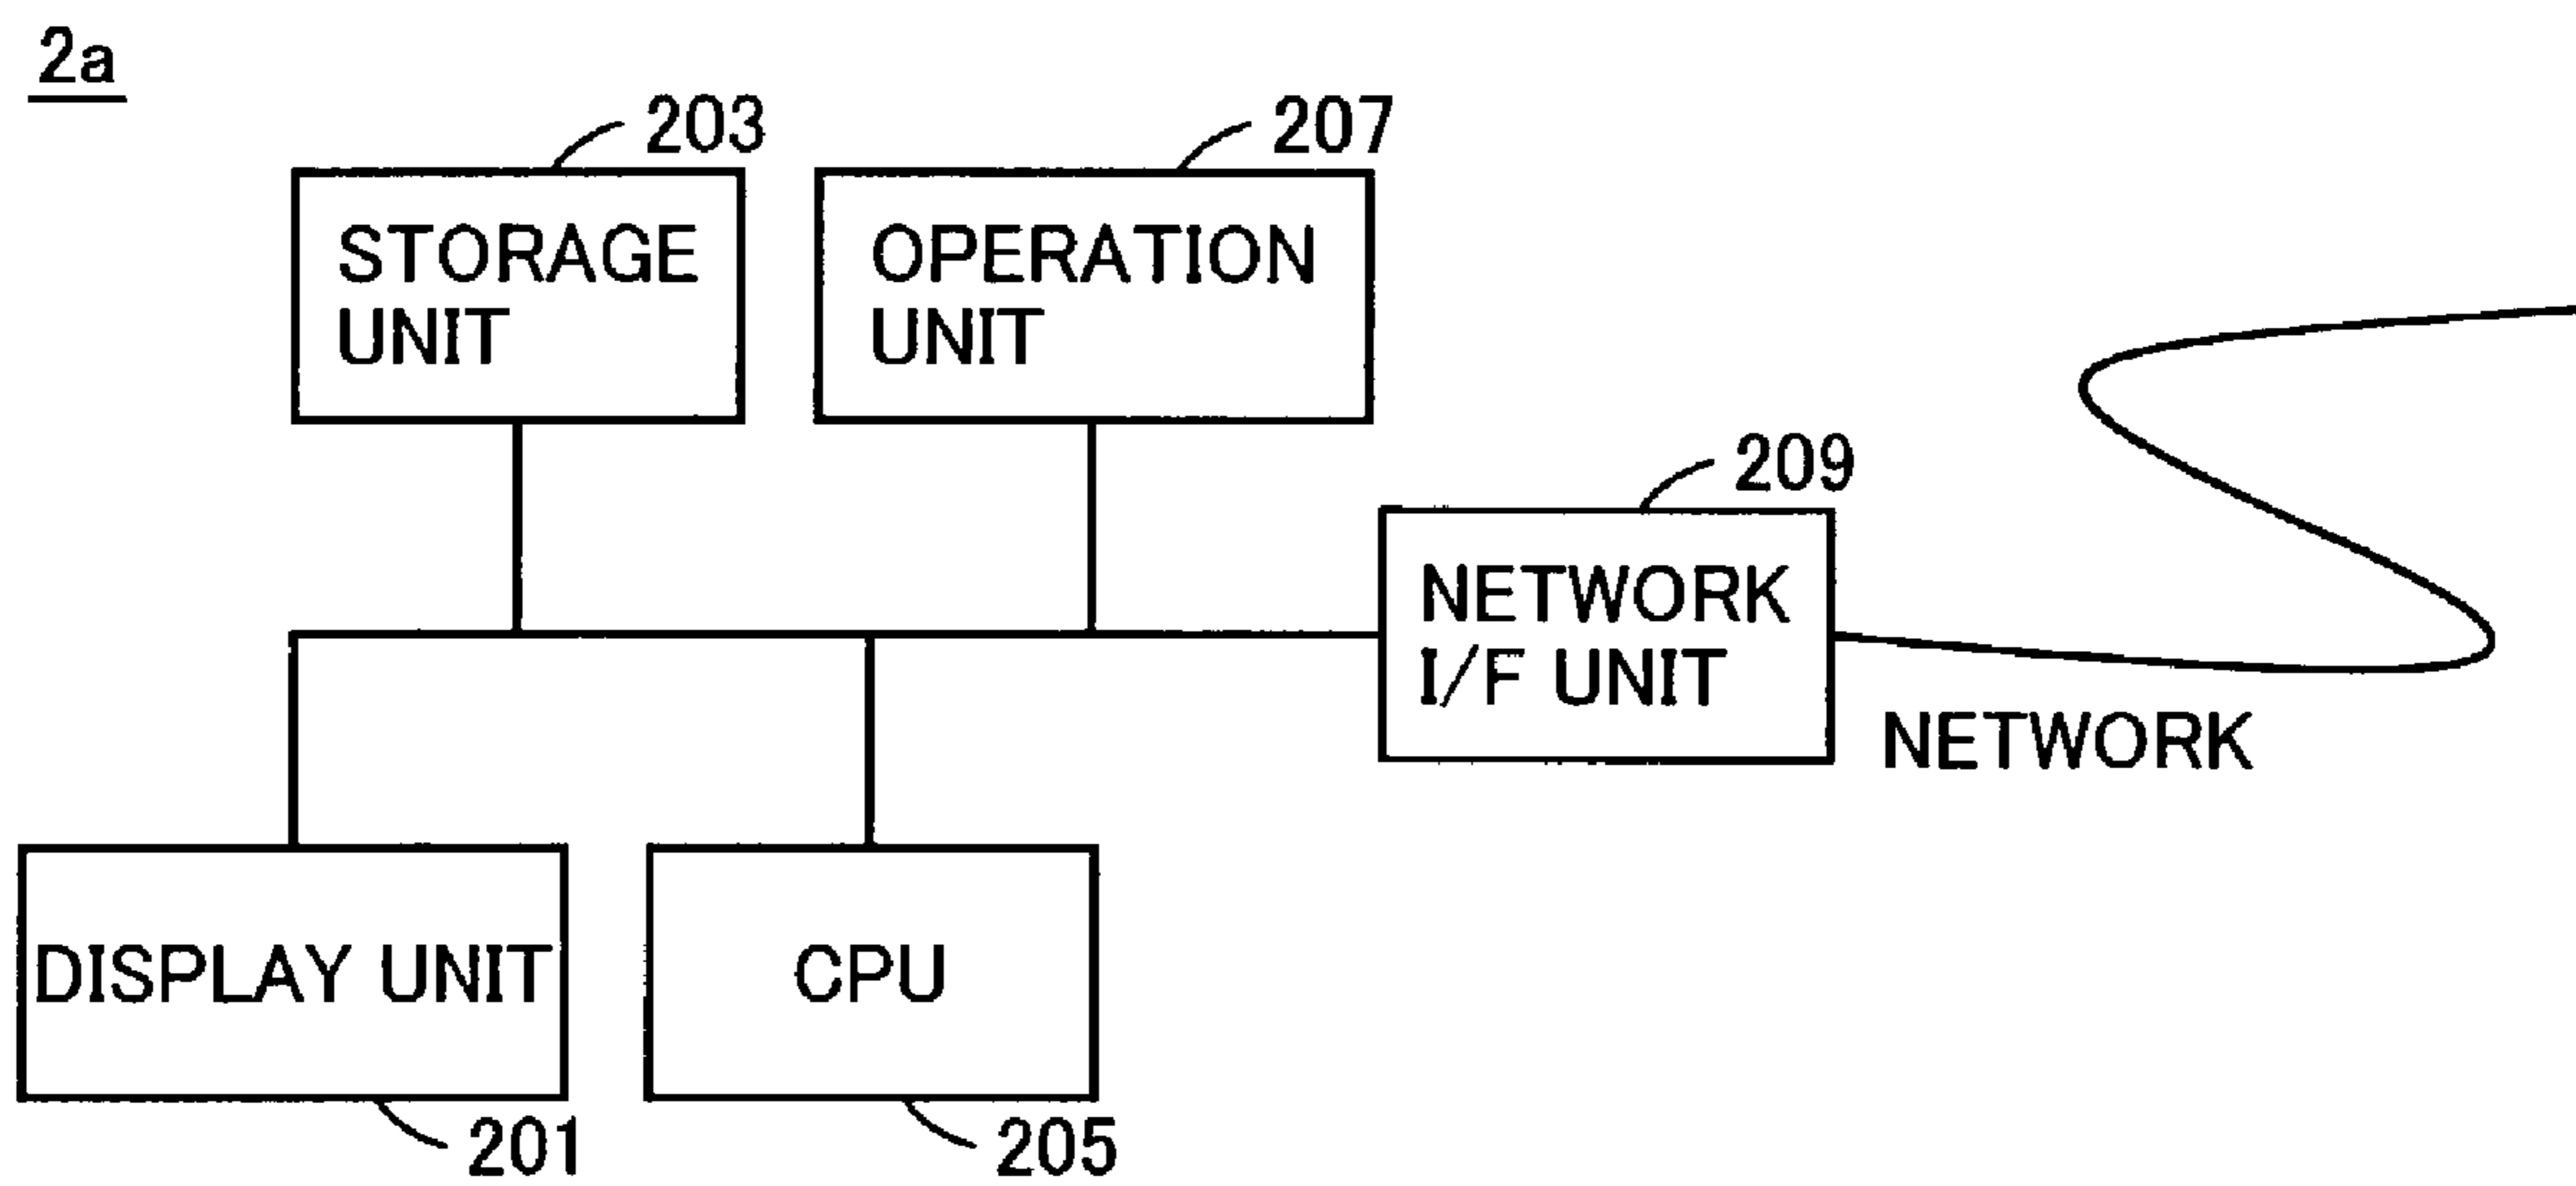 2a
203
207
STORAGE
UNIT
OPERATION
UNIT
209
NETWORK
I/F UNIT
NETWORK
DISPLAY UNIT
CPU
201
205